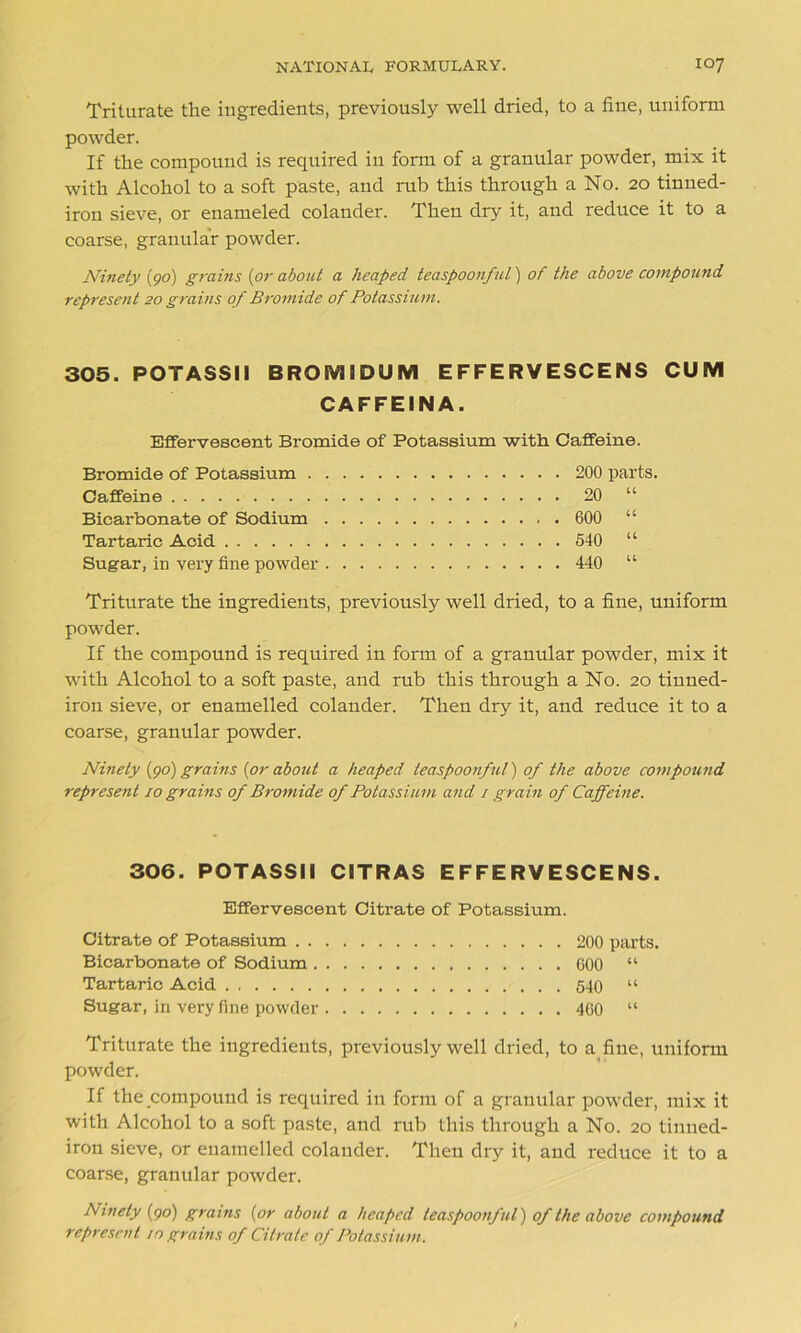 NATIONAL FORMULARY. 107
Triturate the ingredients, previously well dried, to a fine, uniform
powder.
If the compound is required in form of a granular powder, mix it
with Alcohol to a soft paste, and rub this through a No. 20 tinned-
iron sieve, or enameled colander. Then dry it, and reduce it to a
coarse, granular powder.
Ninety (90) grains (or about a heaped teaspoonful) of the above compound
represent 20 grains of Bromide of Potassium.
305. POTASSII BROMIDUM EFFERVESCENS CUM
CAFFEINA.
Effervescent Bromide of Potassium with Caffeine.
Bromide of Potassium . . . . . . . . . . . . . . . 200 parts.
Caffeine . . . . . . . . . . . . . . . . . . . . . . . 20 “
Bicarbonate of Sodium . . . . . . . . . . . . . . 600 “
Tartaric Acid . . . . . . . . . . . . . . . . . . . . 540 “
Sugar, in very fine powder . . . . . . . . . . . . . . 440 “
Triturate the ingredients, previously well dried, to a fine, uniform
powder.
If the compound is required in form of a granular powder, mix it
with Alcohol to a soft paste, and rub this through a No. 20 tinned-
iron sieve, or enamelled colander. Then dry it, and reduce it to a
coarse, granular powder.
Ninety (90) grains (or about a heaped teaspoonful) of the above compound
represent 10 grains of Bromide of Potassium and 1 grain of Caffeine.
306. POTASSII CITRAS EFFERVESCENS.
Effervescent Citrate of Potassium.
Citrate of Potassium . . . . . . . . . . . . . . . . 200 parts.
Bicarbonate of Sodium . . . . . . . . . . . . . . . 600 “
Tartaric Acid . . . . . . . . . . . . . . . . . . . . 540 “
Sugar, in very fine powder . . . . . . . . . . . . . . 460 “
Triturate the ingredients, previously well dried, to a fine, uniform
powder.
If the compound is required in form of a granular powder, mix it
with Alcohol to a soft paste, and rub this through a No. 20 tinned-
iron sieve, or enamelled colander. Then dry it, and reduce it to a
coarse, granular powder.
Ninety (90) grains (or about a heaped teaspoonful) of the above compound
represent 10 grains of Citrate of Potassium.